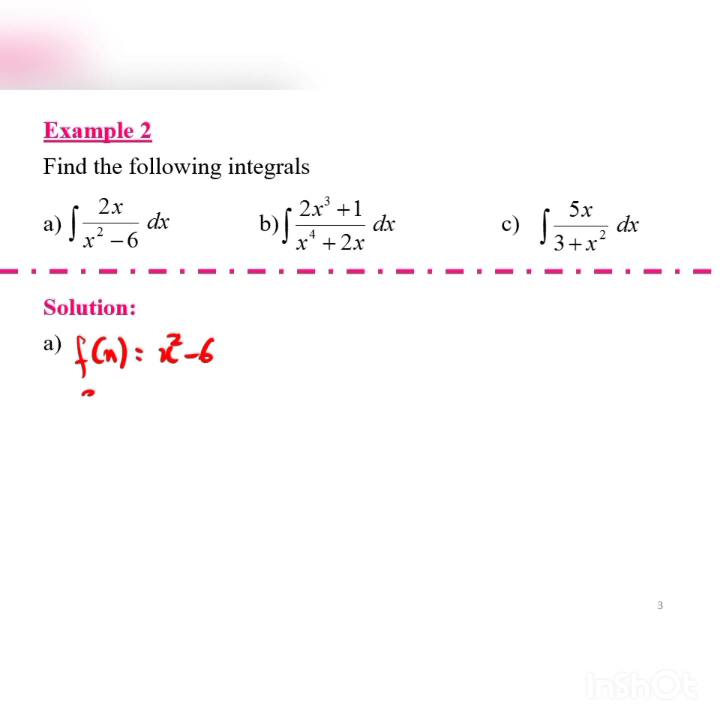 Example 2
Find the following integrals
a) ∫ 2x / (x² − 6) dx b) ∫ (2x³ + 1) / (x⁴ + 2x) dx c) ∫ 5x / (3 + x²) dx
Solution:
a) f(x) = x² − 6
3
InShOt